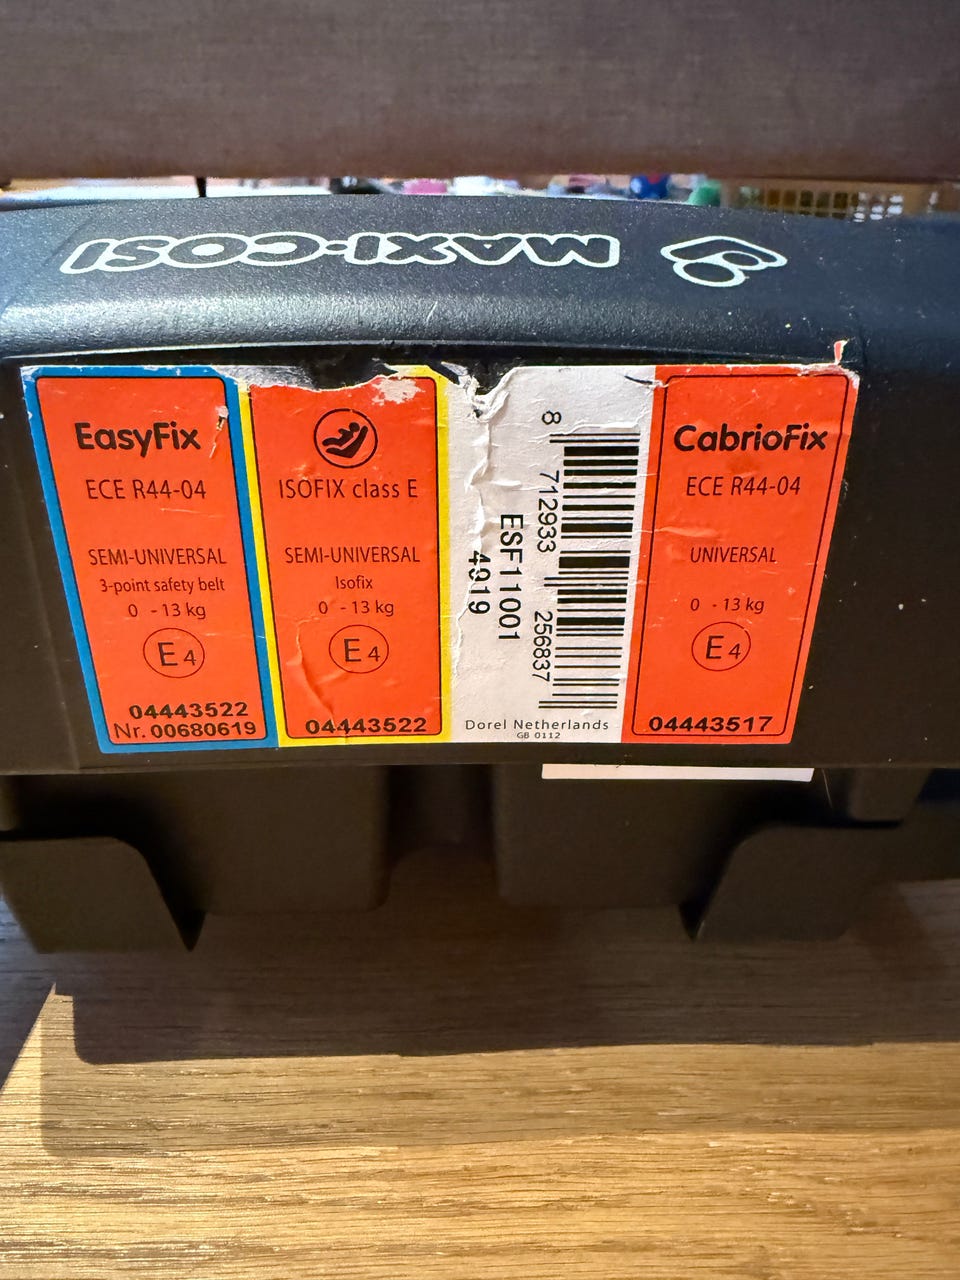 MAXI-COSI
EasyFix
ECE R44-04
SEMI-UNIVERSAL
3-point safety belt
0 - 13 kg
E4
04443522
Nr. 00680619
ISOFIX class E
SEMI-UNIVERSAL
Isofix
0 - 13 kg
E4
04443522
8 712933 256837
ESF11001
4919
Dorel Netherlands
GB 0112
CabrioFix
ECE R44-04
UNIVERSAL
0 - 13 kg
E4
04443517